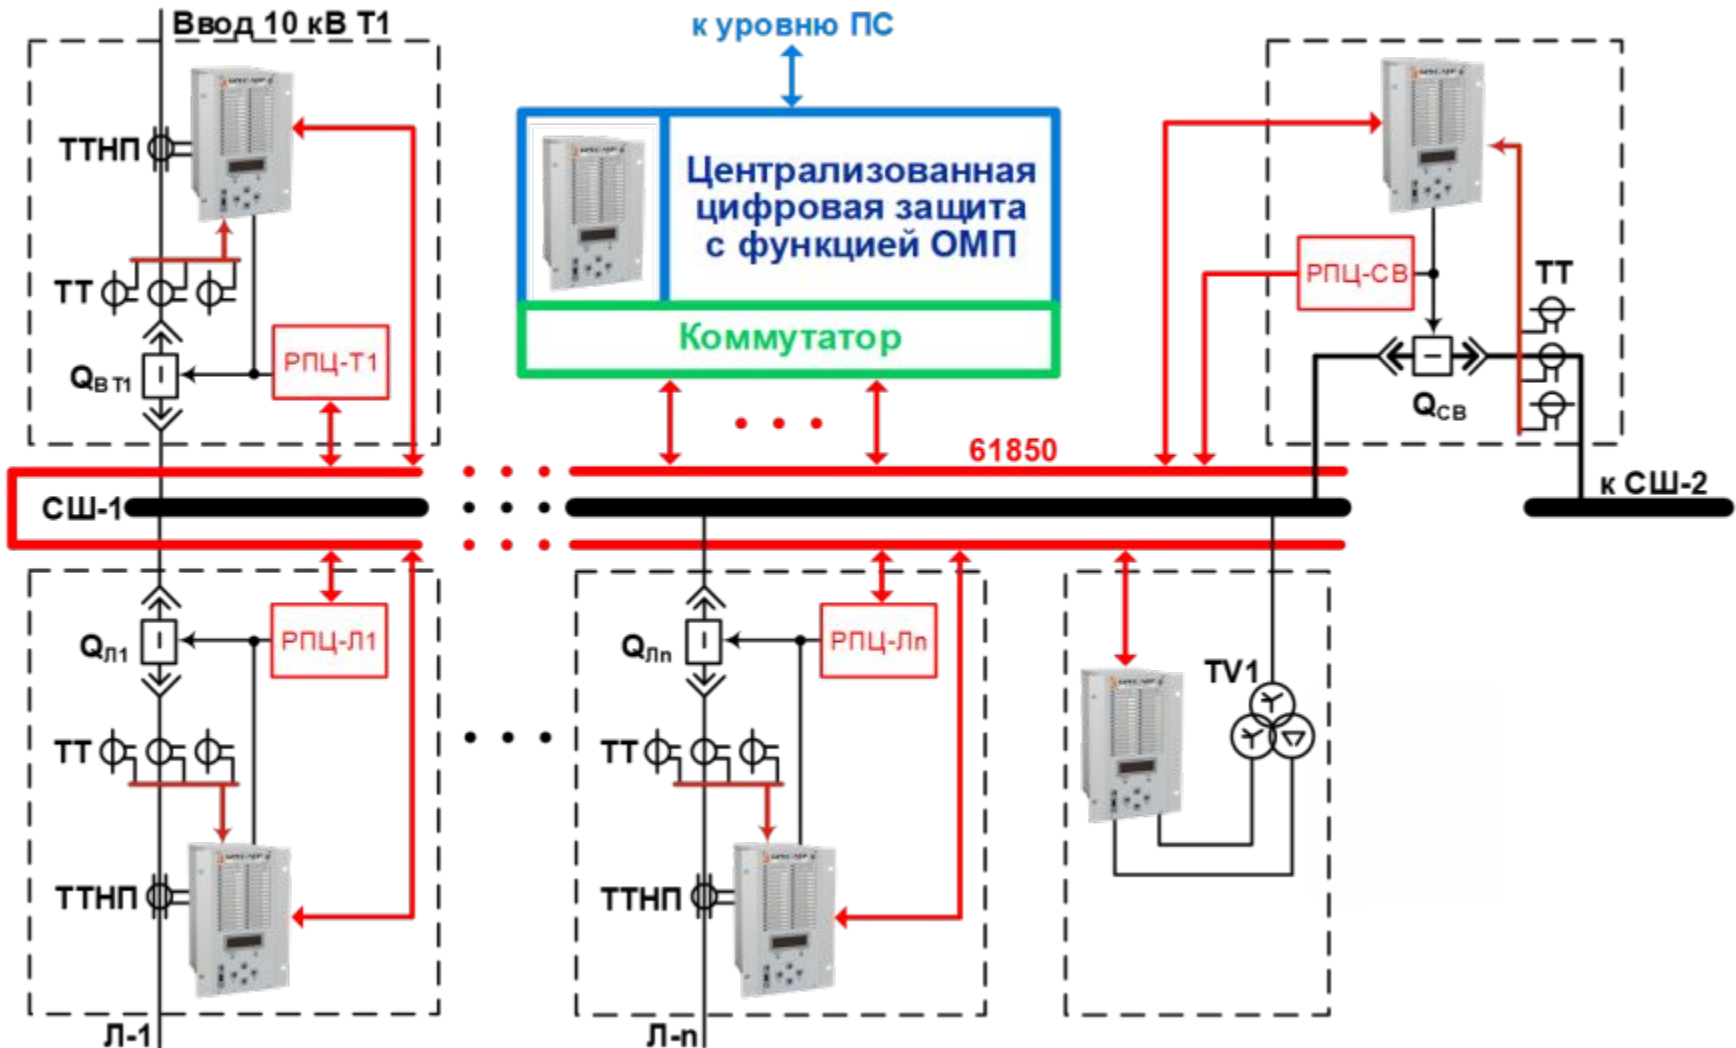 Ввод 10 кВ Т1
к уровню ПС
ТТНП
Централизованная
цифровая защита
с функцией ОМП
ТТ
РПЦ-СВ
ТТ
Коммутатор
РПЦ-Т1
QВ Т1
QСВ
61850
СШ-1
к СШ-2
QЛ1
РПЦ-Л1
QЛn
РПЦ-Лn
TV1
ТТ
ТТ
ТТНП
ТТНП
Л-1
Л-n